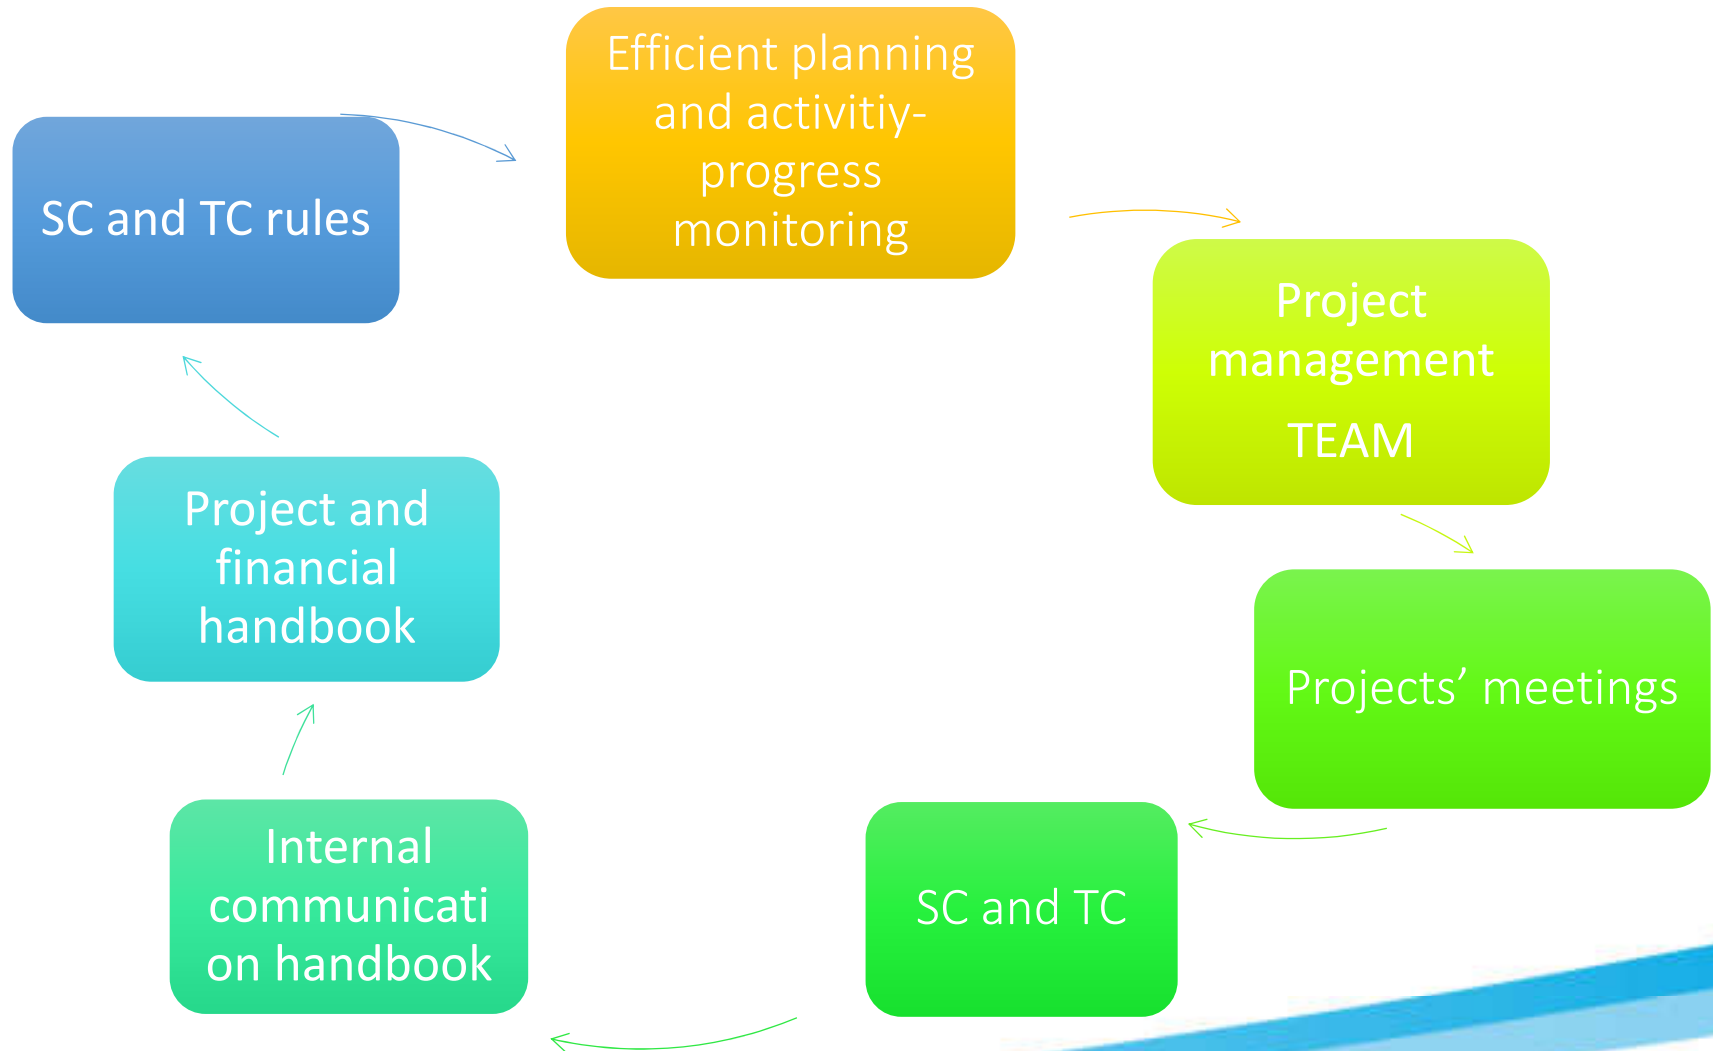 Efficient planning
and activitiy-
progress
monitoring
SC and TC rules
Project
management
TEAM
Project and
financial
handbook
Projects’ meetings
Internal
communicati
on handbook
SC and TC